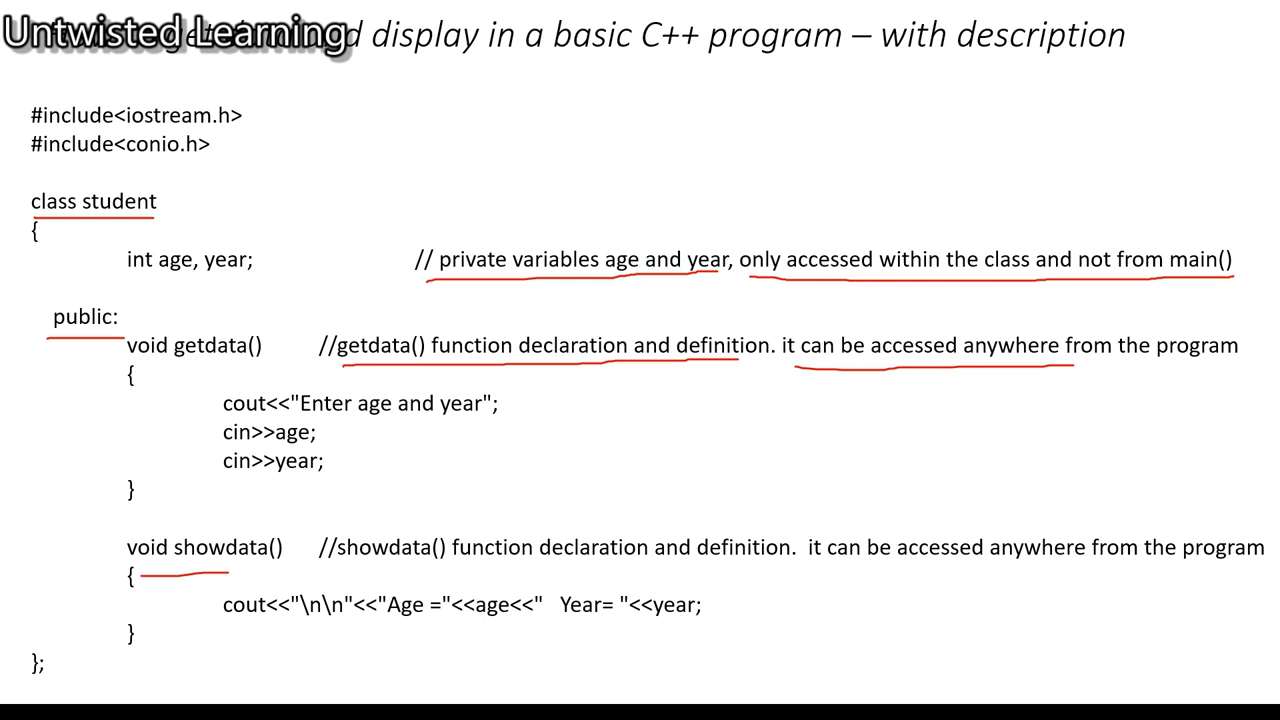 Untwisted Learning
display in a basic C++ program – with description
#include<iostream.h>
#include<conio.h>
class student
{
int age, year; // private variables age and year, only accessed within the class and not from main()
public:
void getdata() //getdata() function declaration and definition. it can be accessed anywhere from the program
{
cout<<"Enter age and year";
cin>>age;
cin>>year;
}
void showdata() //showdata() function declaration and definition.  it can be accessed anywhere from the program
{
cout<<"\n\n"<<"Age ="<<age<<"   Year= "<<year;
}
};